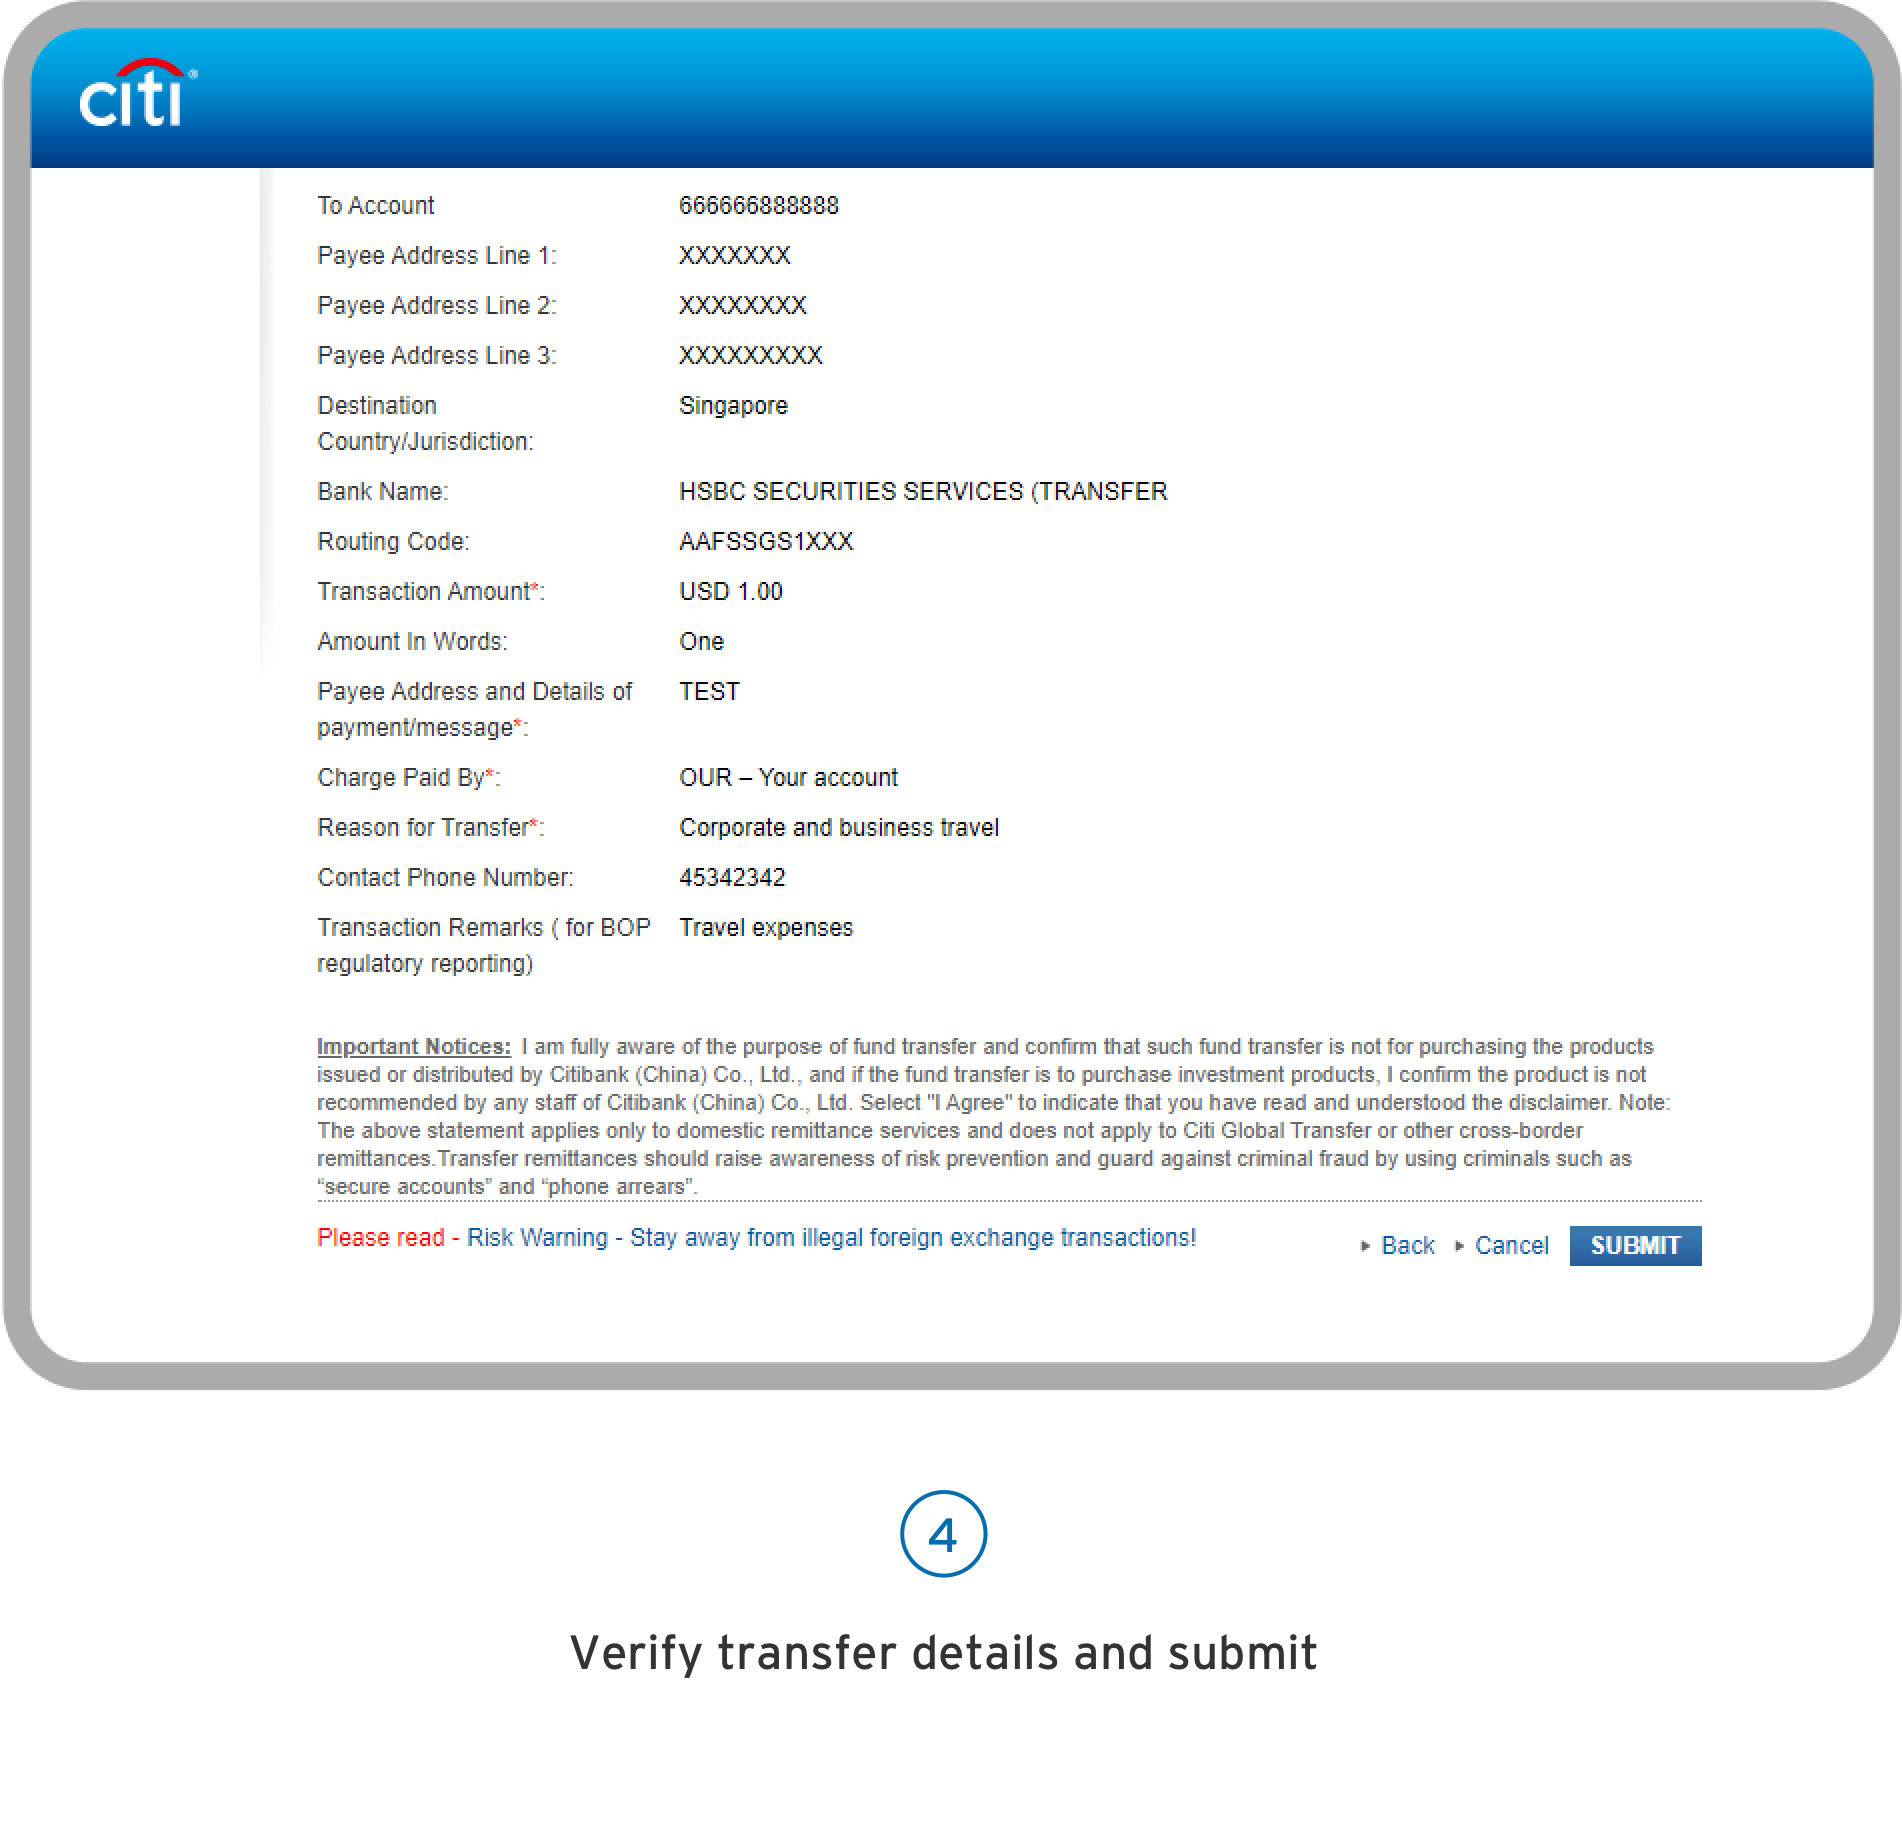 citi®
To Account 666666888888
Payee Address Line 1: XXXXXXX
Payee Address Line 2: XXXXXXXX
Payee Address Line 3: XXXXXXXXX
Destination Singapore
Country/Jurisdiction:
Bank Name: HSBC SECURITIES SERVICES (TRANSFER
Routing Code: AAFSSGS1XXX
Transaction Amount*: USD 1.00
Amount In Words: One
Payee Address and Details of TEST
payment/message*:
Charge Paid By*: OUR – Your account
Reason for Transfer*: Corporate and business travel
Contact Phone Number: 45342342
Transaction Remarks ( for BOP Travel expenses
regulatory reporting)
Important Notices: I am fully aware of the purpose of fund transfer and confirm that such fund transfer is not for purchasing the products
issued or distributed by Citibank (China) Co., Ltd., and if the fund transfer is to purchase investment products, I confirm the product is not
recommended by any staff of Citibank (China) Co., Ltd. Select "I Agree" to indicate that you have read and understood the disclaimer. Note:
The above statement applies only to domestic remittance services and does not apply to Citi Global Transfer or other cross-border
remittances.Transfer remittances should raise awareness of risk prevention and guard against criminal fraud by using criminals such as
“secure accounts” and “phone arrears”.
Please read - Risk Warning - Stay away from illegal foreign exchange transactions! Back Cancel SUBMIT
4
Verify transfer details and submit